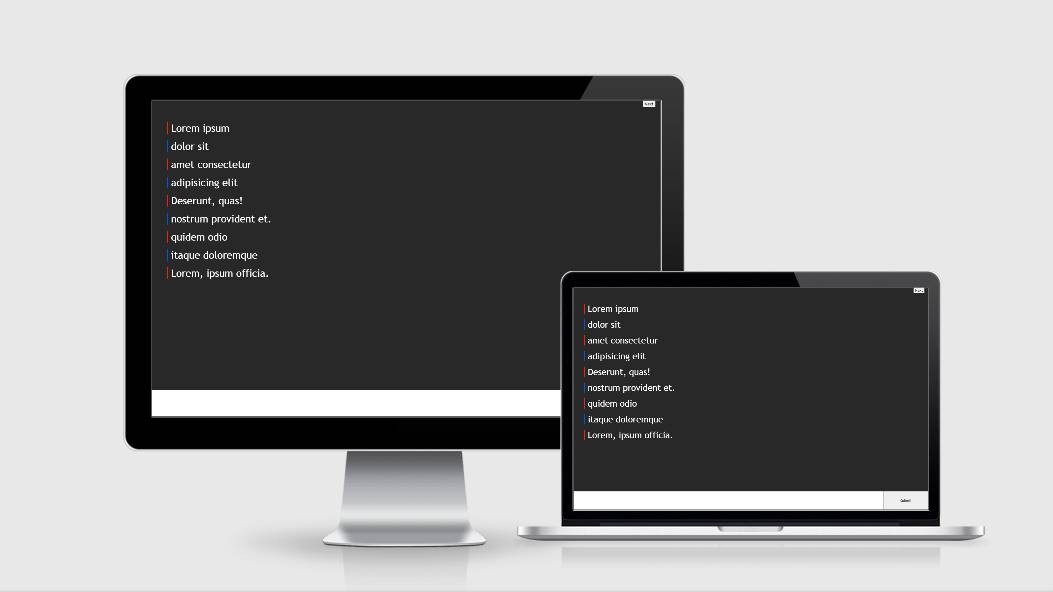 Next
Lorem ipsum
dolor sit
amet consectetur
adipisicing elit
Deserunt, quas!
nostrum provident et.
quidem odio
itaque doloremque
Lorem, ipsum officia.
Lorem ipsum
dolor sit
amet consectetur
adipisicing elit
Deserunt, quas!
nostrum provident et.
quidem odio
itaque doloremque
Lorem, ipsum officia.
Submit